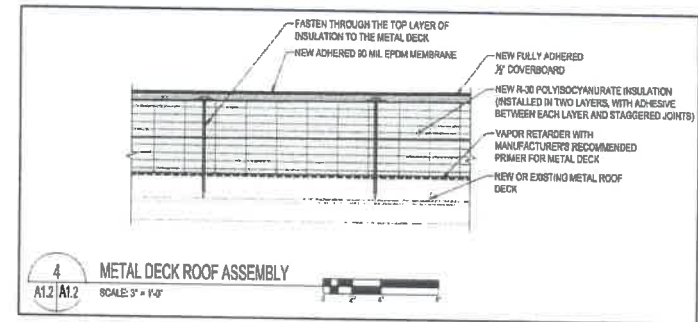 FASTEN THROUGH THE TOP LAYER OF
INSULATION TO THE METAL DECK
NEW ADHERED 90 MIL EPDM MEMBRANE
NEW FULLY ADHERED
½" COVERBOARD
NEW R-30 POLYISOCYANURATE INSULATION
(INSTALLED IN TWO LAYERS, WITH ADHESIVE
BETWEEN EACH LAYER AND STAGGERED JOINTS)
VAPOR RETARDER WITH
MANUFACTURER'S RECOMMENDED
PRIMER FOR METAL DECK
NEW OR EXISTING METAL ROOF
DECK
4
A1.2 A1.2
METAL DECK ROOF ASSEMBLY
SCALE: 3" = 1'-0"
2" 4"